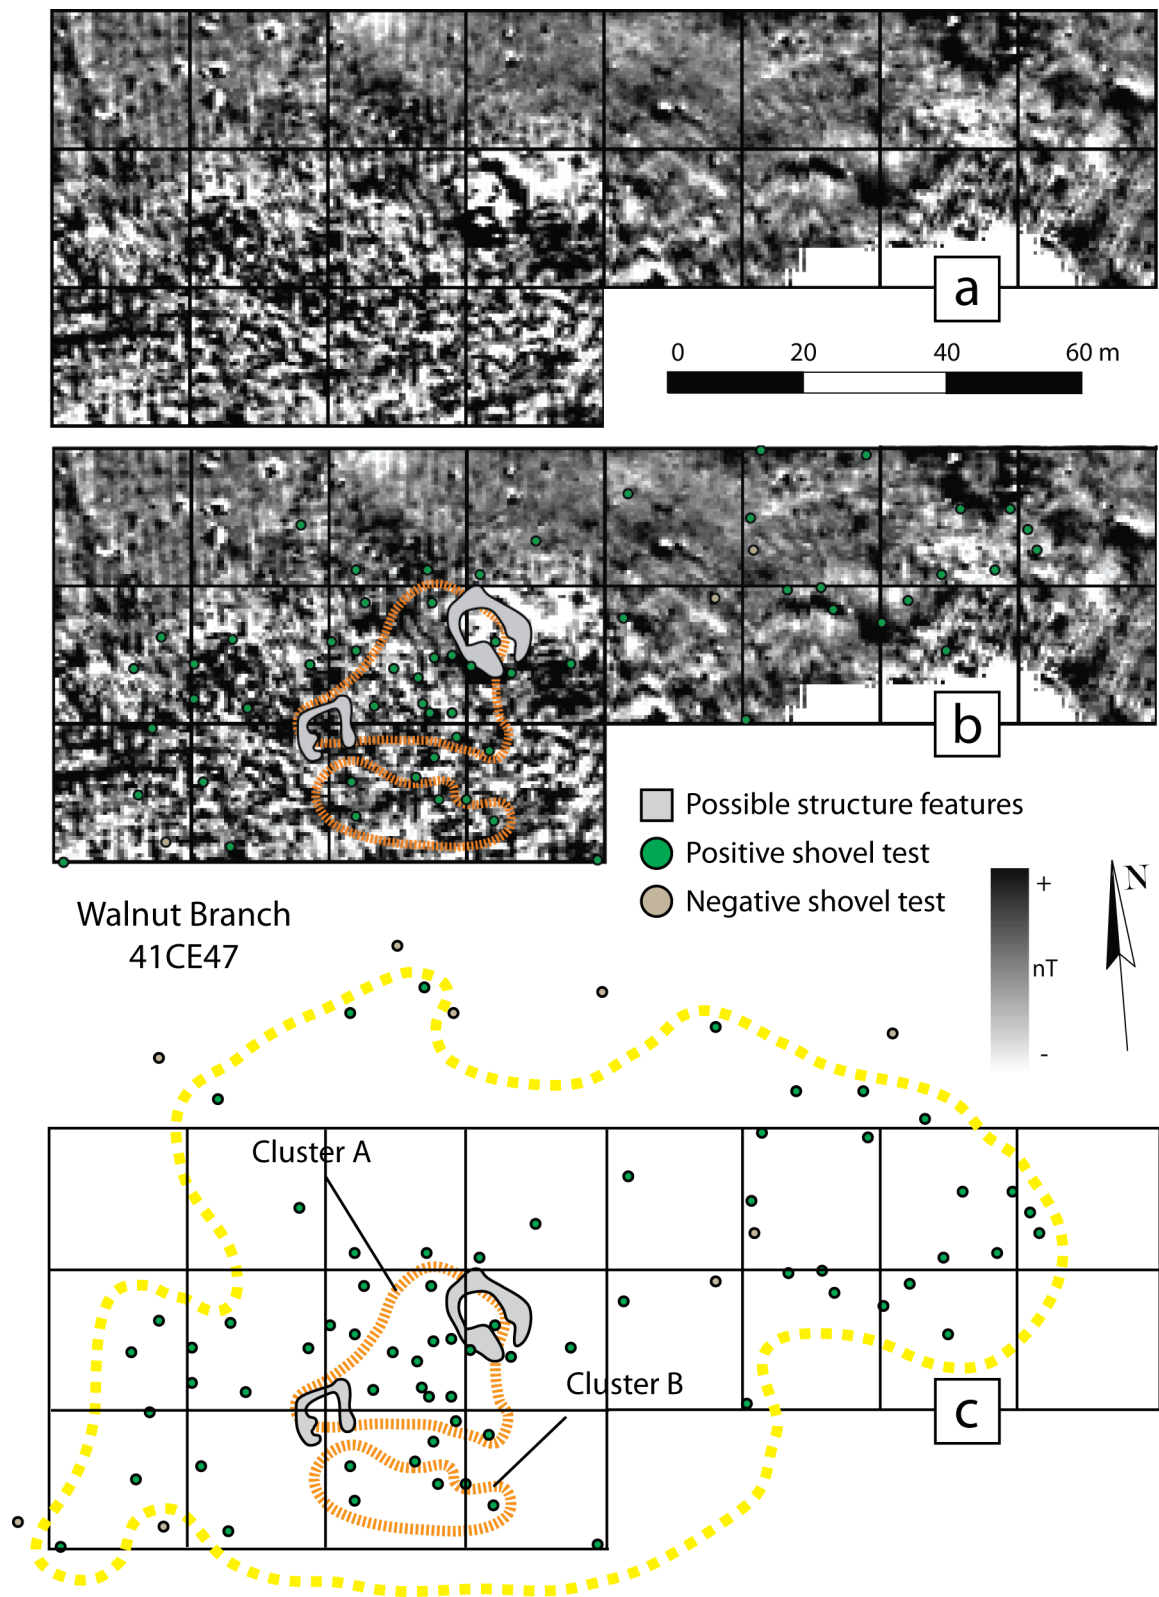 a
0 20 40 60 m
b
Possible structure features
Positive shovel test
Negative shovel test
+
nT
-
N
Walnut Branch
41CE47
Cluster A
Cluster B
c